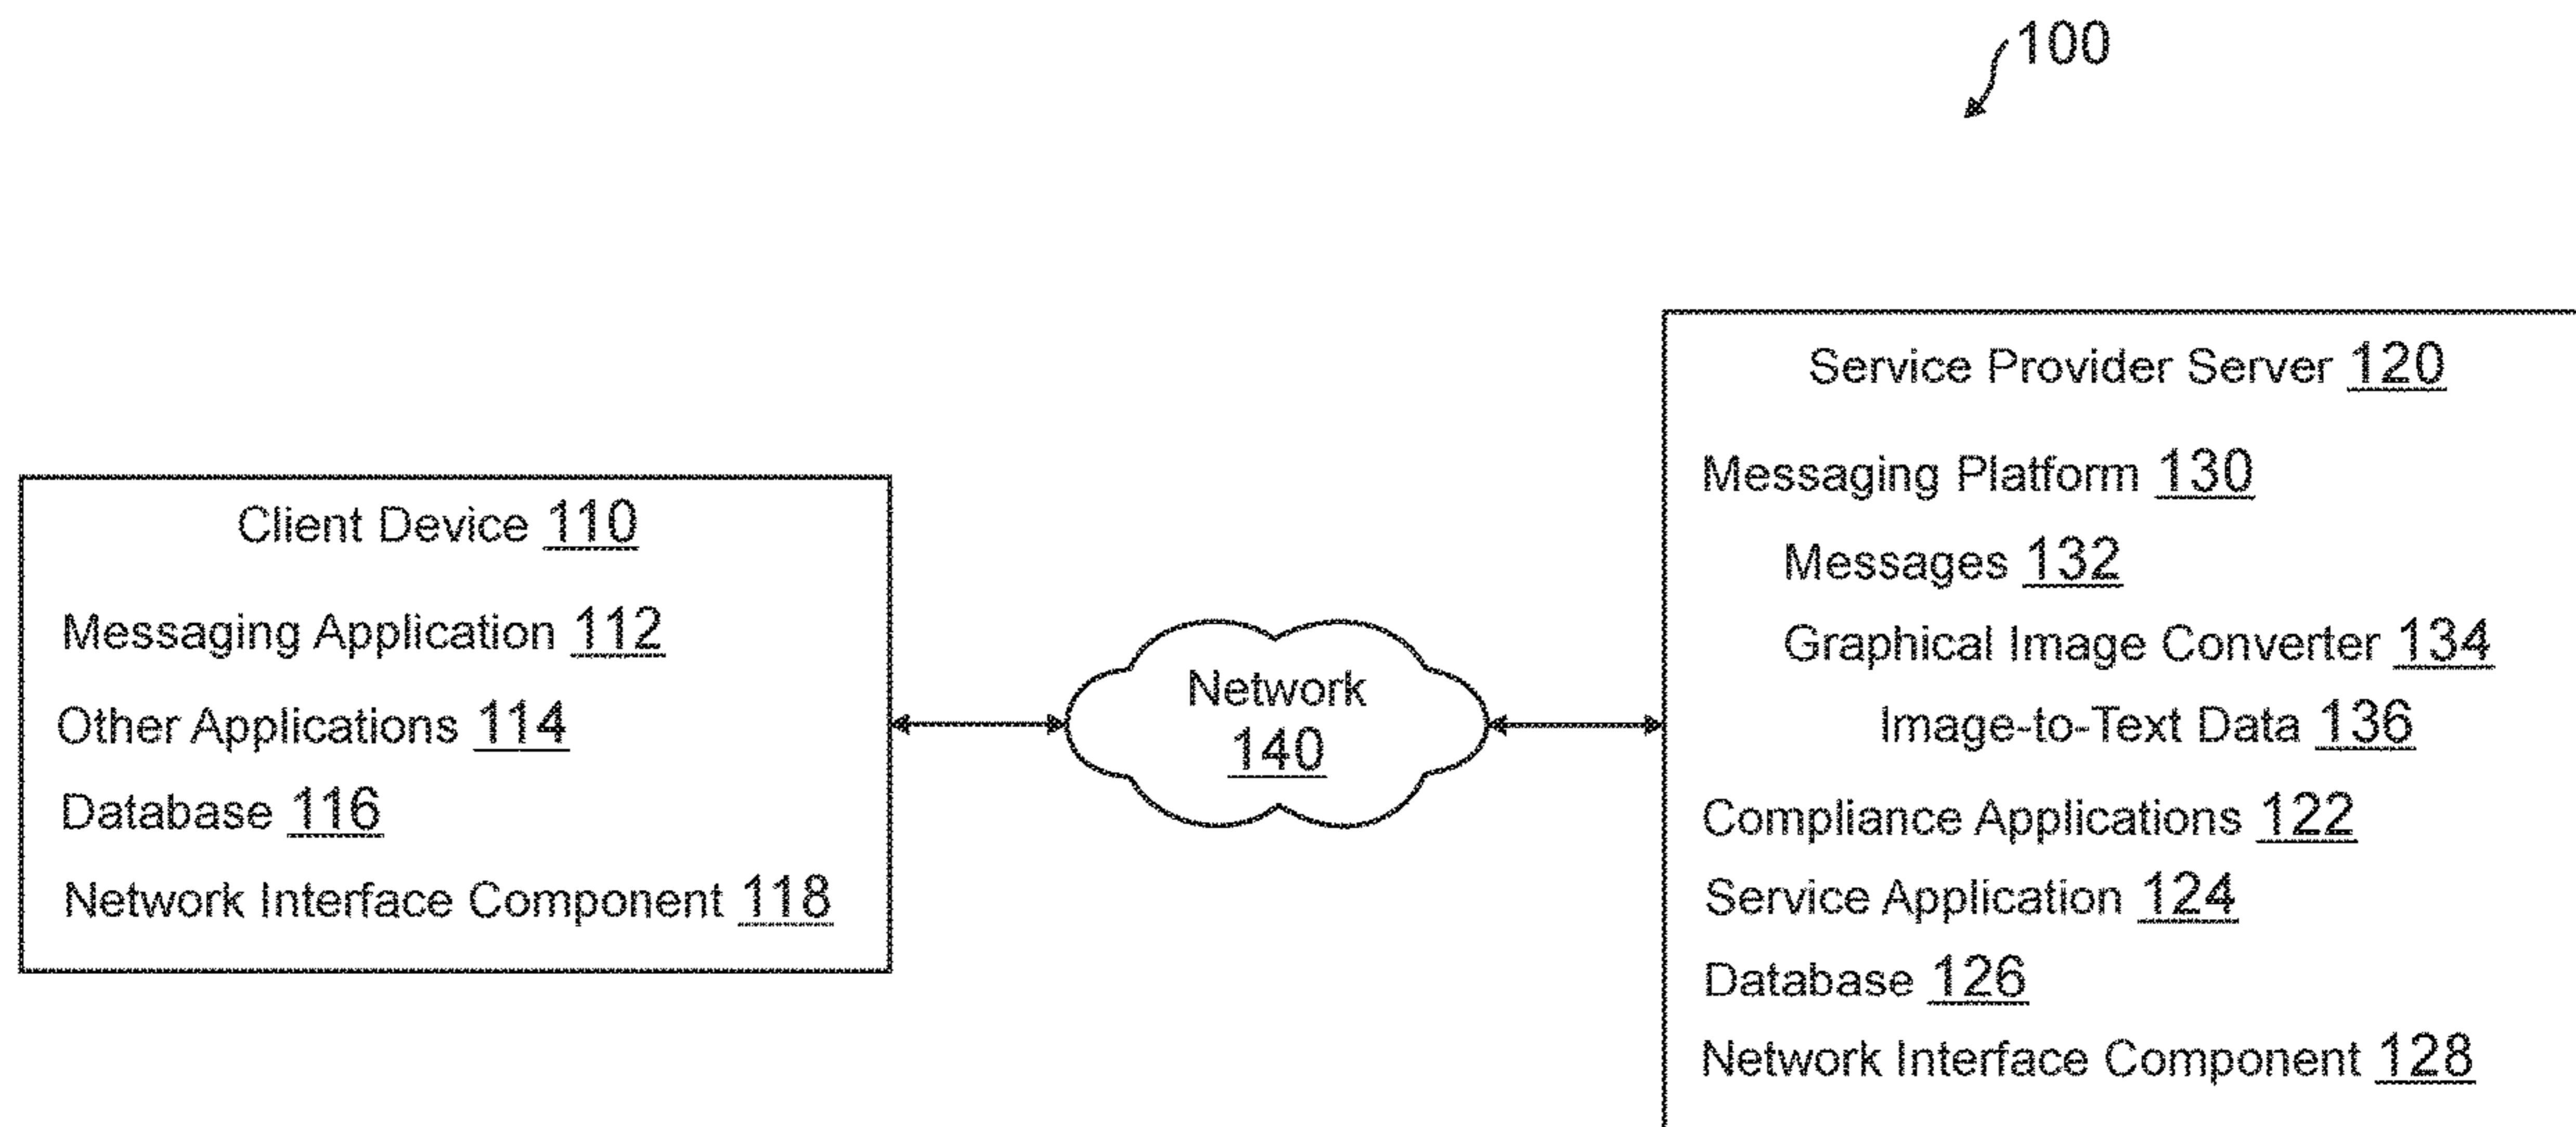 100
Client Device 110
Messaging Application 112
Other Applications 114
Database 116
Network Interface Component 118
Network
140
Service Provider Server 120
Messaging Platform 130
Messages 132
Graphical Image Converter 134
Image-to-Text Data 136
Compliance Applications 122
Service Application 124
Database 126
Network Interface Component 128